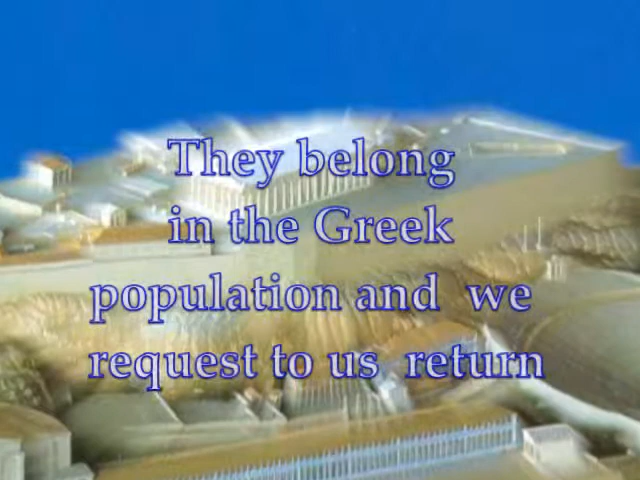 They belong
in the Greek
population and we
request to us return